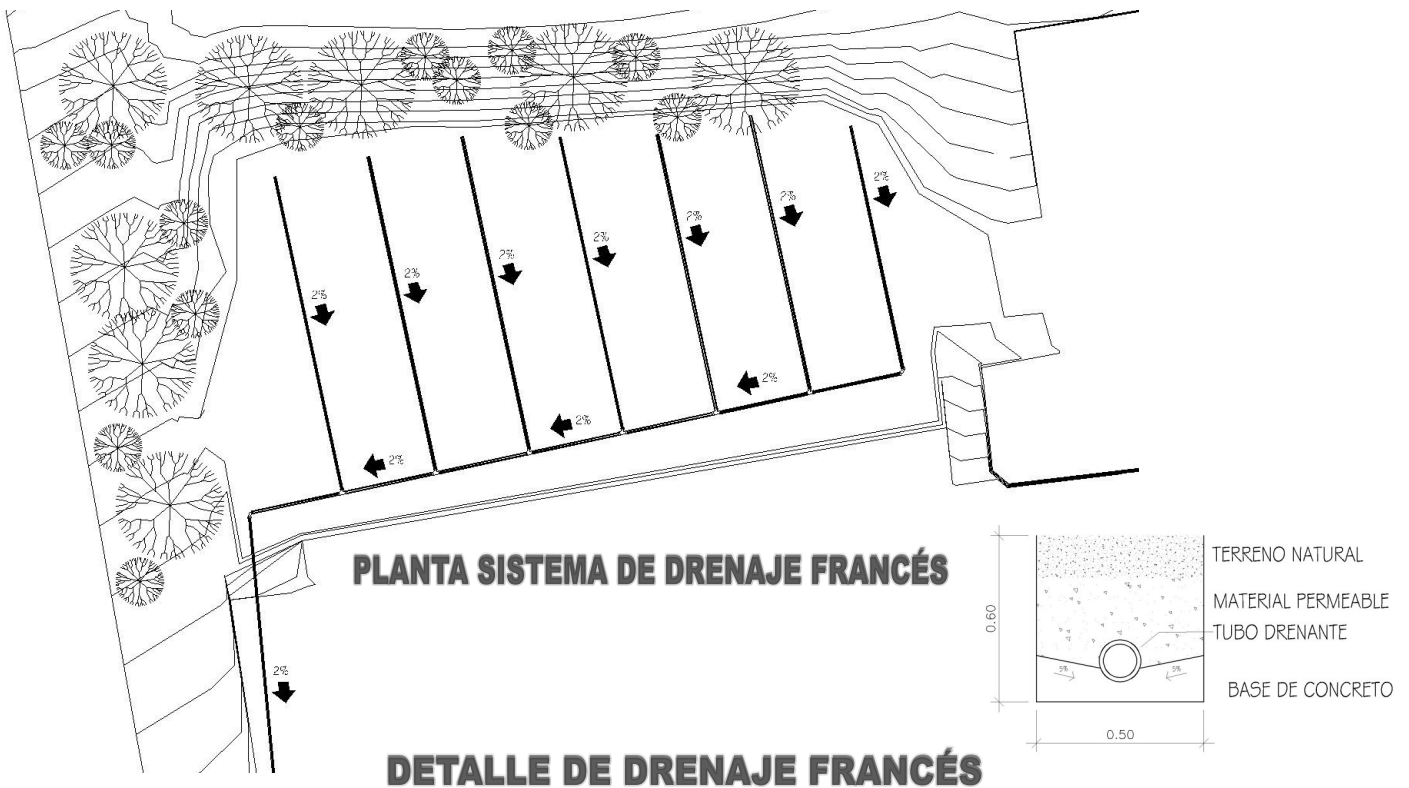 2%
2%
2%
2%
2%
2%
2%
2%
2%
2%
PLANTA SISTEMA DE DRENAJE FRANCÉS
2%
TERRENO NATURAL
MATERIAL PERMEABLE
TUBO DRENANTE
BASE DE CONCRETO
0.60
5%
5%
0.50
DETALLE DE DRENAJE FRANCÉS